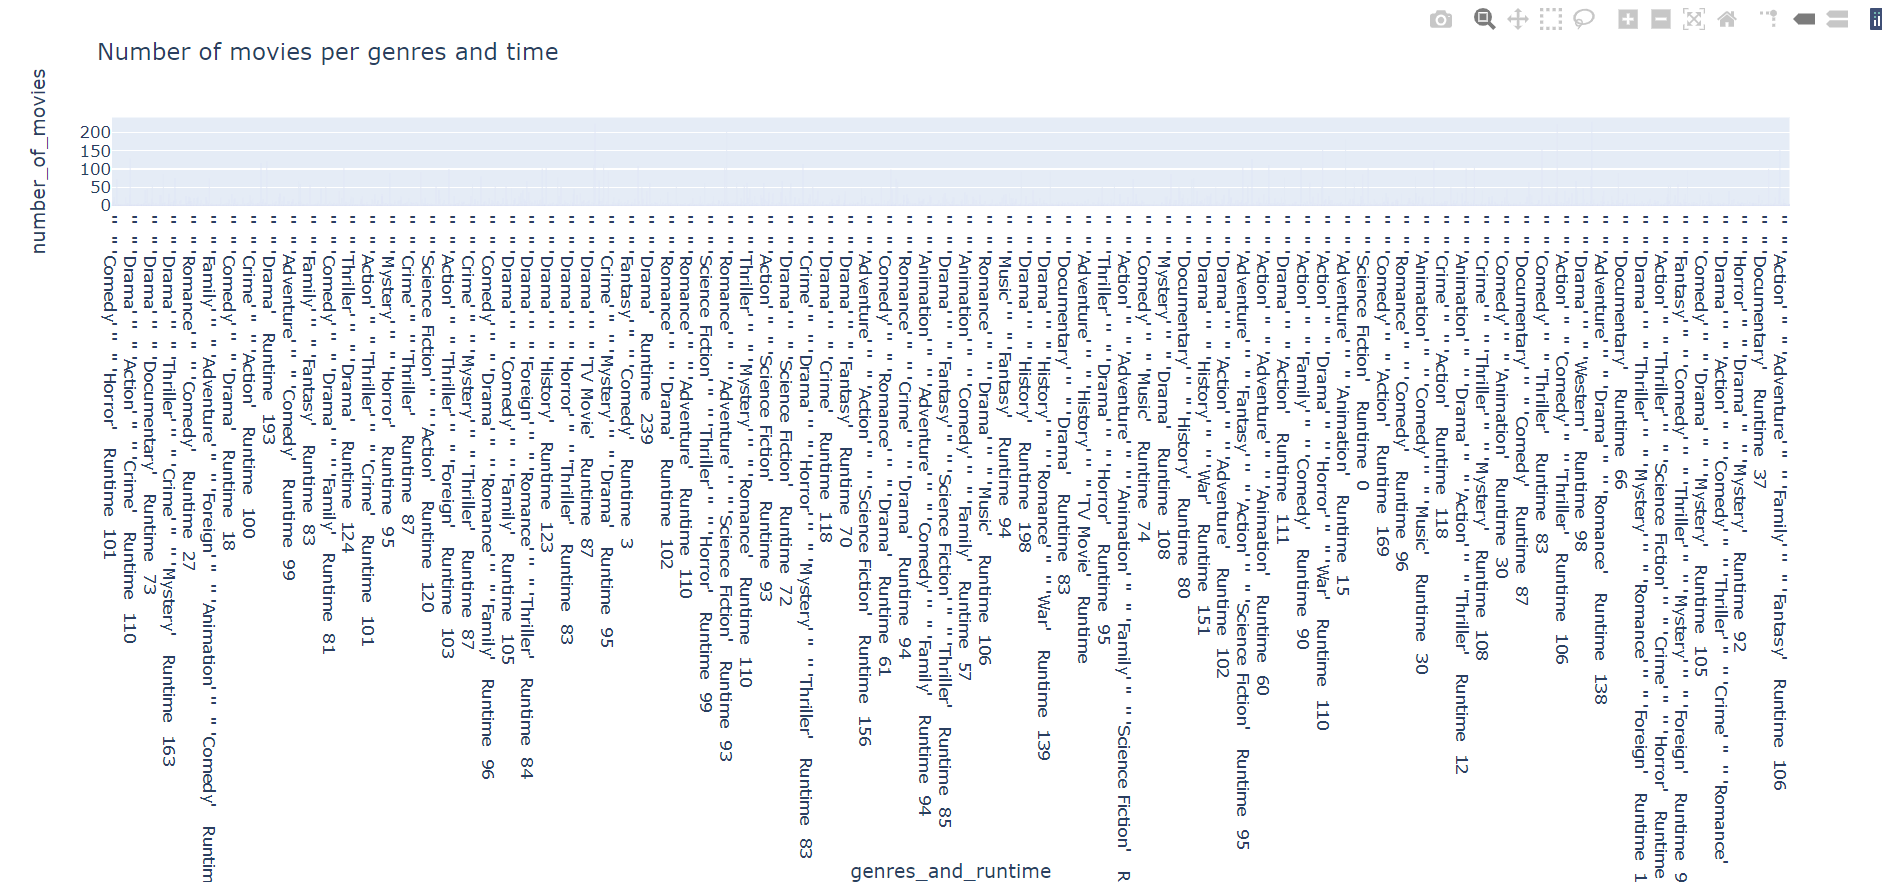 Number of movies per genres and time
number_of_movies
200
150
100
50
0
" " 'Comedy' " " 'Horror'   Runtime  101
" " 'Drama' " " 'Action' " " 'Crime'   Runtime  110
" " 'Drama' " " 'Documentary'   Runtime  73
" " 'Drama' " " 'Thriller' " " 'Crime' " " 'Mystery'   Runtime  163
" " 'Romance' " " 'Comedy'   Runtime  27
" " 'Family' " " 'Adventure' " " 'Foreign' " " 'Animation' " " 'Comedy'   Runtim
" " 'Comedy' " " 'Drama'   Runtime  18
" " 'Crime' " " 'Action'   Runtime  100
" " 'Drama'   Runtime  193
" " 'Adventure' " " 'Comedy'   Runtime  99
" " 'Family' " " 'Fantasy'   Runtime  83
" " 'Comedy' " " 'Drama' " " 'Family'   Runtime  81
" " 'Thriller' " " 'Drama'   Runtime  124
" " 'Action' " " 'Thriller' " " 'Crime'   Runtime  101
" " 'Mystery' " " 'Horror'   Runtime  95
" " 'Crime' " " 'Thriller'   Runtime  87
" " 'Science Fiction' " " 'Action'   Runtime  120
" " 'Action' " " 'Thriller' " " 'Foreign'   Runtime  103
" " 'Crime' " " 'Mystery' " " 'Thriller'   Runtime  87
" " 'Comedy' " " 'Drama' " " 'Romance' " " 'Family'   Runtime  96
" " 'Drama' " " 'Comedy' " " 'Family'   Runtime  105
" " 'Drama' " " 'Foreign' " " 'Romance' " " 'Thriller'   Runtime  84
" " 'Drama' " " 'History'   Runtime  123
" " 'Drama' " " 'Horror' " " 'Thriller'   Runtime  83
" " 'Drama' " " 'TV Movie'   Runtime  87
" " 'Crime' " " 'Mystery' " " 'Drama'   Runtime  95
" " 'Fantasy' " " 'Comedy'   Runtime  3
" " 'Drama'   Runtime  239
" " 'Romance' " " 'Drama'   Runtime  102
" " 'Romance' " " 'Adventure'   Runtime  110
" " 'Science Fiction' " " 'Thriller' " " 'Horror'   Runtime  99
" " 'Romance' " " 'Adventure' " " 'Science Fiction'   Runtime  93
" " 'Thriller' " " 'Mystery' " " 'Romance'   Runtime  110
" " 'Action' " " 'Science Fiction'   Runtime  93
" " 'Drama' " " 'Science Fiction'   Runtime  72
" " 'Crime' " " 'Drama' " " 'Horror' " " 'Mystery' " " 'Thriller'   Runtime  83
" " 'Drama' " " 'Crime'   Runtime  118
" " 'Drama' " " 'Fantasy'   Runtime  70
" " 'Adventure' " " 'Action' " " 'Science Fiction'   Runtime  156
" " 'Comedy' " " 'Romance' " " 'Drama'   Runtime  61
" " 'Romance' " " 'Crime' " " 'Drama'   Runtime  94
" " 'Animation' " " 'Adventure' " " 'Comedy' " " 'Family'   Runtime  94
" " 'Drama' " " 'Fantasy' " " 'Science Fiction' " " 'Thriller'   Runtime  85
" " 'Animation' " " 'Comedy' " " 'Family'   Runtime  57
" " 'Romance' " " 'Drama' " " 'Music'   Runtime  106
" " 'Music' " " 'Fantasy'   Runtime  94
" " 'Drama' " " 'History'   Runtime  198
" " 'Drama' " " 'History' " " 'Romance' " " 'War'   Runtime  139
" " 'Documentary' " " 'Drama'   Runtime  83
" " 'Adventure' " " 'History' " " 'TV Movie'   Runtime
" " 'Thriller' " " 'Drama' " " 'Horror'   Runtime  95
" " 'Action' " " 'Adventure' " " 'Animation' " " 'Family' " " 'Science Fiction'   R
" " 'Comedy' " " 'Music'   Runtime  74
" " 'Mystery' " " 'Drama'   Runtime  108
" " 'Documentary' " " 'History'   Runtime  80
" " 'Drama' " " 'History' " " 'War'   Runtime  151
" " 'Drama' " " 'Action' " " 'Adventure'   Runtime  102
" " 'Adventure' " " 'Fantasy' " " 'Action' " " 'Science Fiction'   Runtime  95
" " 'Action' " " 'Adventure' " " 'Animation'   Runtime  60
" " 'Drama' " " 'Action'   Runtime  111
" " 'Action' " " 'Family' " " 'Comedy'   Runtime  90
" " 'Action' " " 'Drama' " " 'Horror' " " 'War'   Runtime  110
" " 'Adventure' " " 'Animation'   Runtime  15
" " 'Science Fiction'   Runtime  0
" " 'Comedy' " " 'Action'   Runtime  169
" " 'Romance' " " 'Comedy'   Runtime  96
" " 'Animation' " " 'Comedy' " " 'Music'   Runtime  30
" " 'Crime' " " 'Action'   Runtime  118
" " 'Animation' " " 'Drama' " " 'Action' " " 'Thriller'   Runtime  12
" " 'Crime' " " 'Thriller' " " 'Mystery'   Runtime  108
" " 'Comedy' " " 'Animation'   Runtime  30
" " 'Documentary' " " 'Comedy'   Runtime  87
" " 'Comedy' " " 'Thriller'   Runtime  83
" " 'Action' " " 'Comedy' " " 'Thriller'   Runtime  106
" " 'Drama' " " 'Western'   Runtime  98
" " 'Adventure' " " 'Drama' " " 'Romance'   Runtime  138
" " 'Documentary'   Runtime  66
" " 'Drama' " " 'Thriller' " " 'Mystery' " " 'Romance' " " 'Foreign'   Runtime  1
" " 'Action' " " 'Thriller' " " 'Science Fiction' " " 'Crime' " " 'Horror'   Runtime
" " 'Fantasy' " " 'Comedy' " " 'Thriller' " " 'Mystery' " " 'Foreign'   Runtime  9
" " 'Comedy' " " 'Drama' " " 'Mystery'   Runtime  105
" " 'Drama' " " 'Action' " " 'Comedy' " " 'Thriller' " " 'Crime' " " 'Romance'
" " 'Horror' " " 'Drama' " " 'Mystery'   Runtime  92
" " 'Documentary'   Runtime  37
" " 'Action' " " 'Adventure' " " 'Family' " " 'Fantasy'   Runtime  106
genres_and_runtime